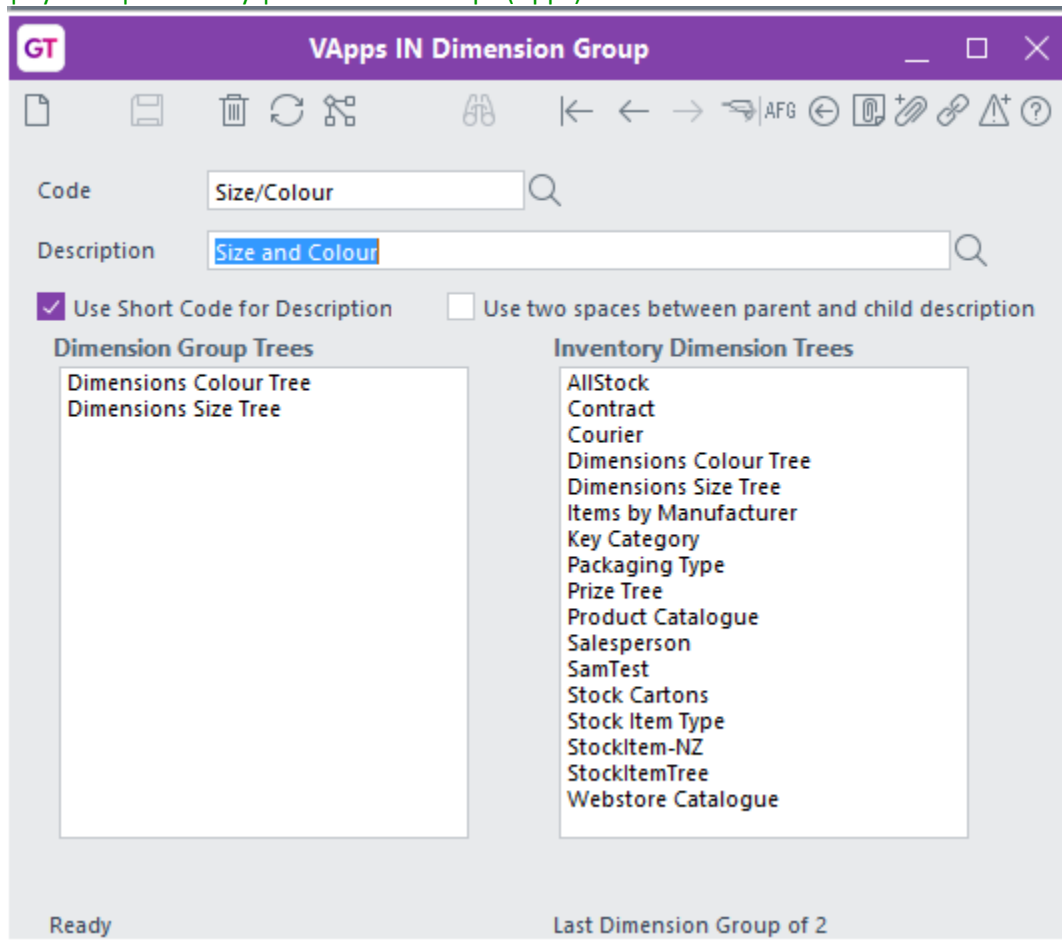 GT VApps IN Dimension Group
AFG
Code Size/Colour
Description Size and Colour
Use Short Code for Description Use two spaces between parent and child description
Dimension Group Trees Inventory Dimension Trees
Dimensions Colour Tree
Dimensions Size Tree
AllStock
Contract
Courier
Dimensions Colour Tree
Dimensions Size Tree
Items by Manufacturer
Key Category
Packaging Type
Prize Tree
Product Catalogue
Salesperson
SamTest
Stock Cartons
Stock Item Type
StockItem-NZ
StockItemTree
Webstore Catalogue
Ready Last Dimension Group of 2